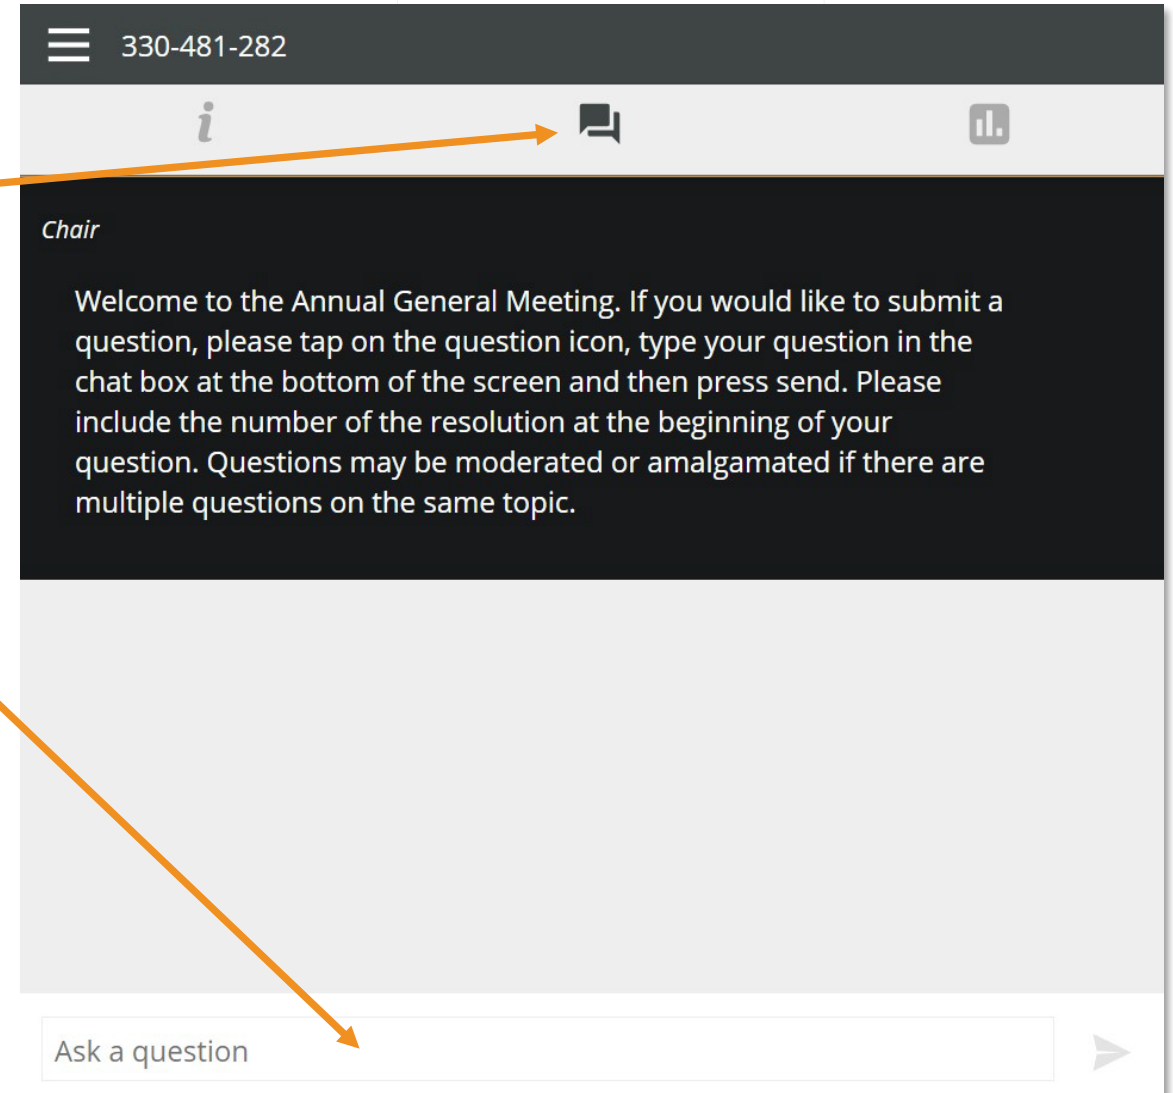 330-481-282
Chair
Welcome to the Annual General Meeting. If you would like to submit a
question, please tap on the question icon, type your question in the
chat box at the bottom of the screen and then press send. Please
include the number of the resolution at the beginning of your
question. Questions may be moderated or amalgamated if there are
multiple questions on the same topic.
Ask a question